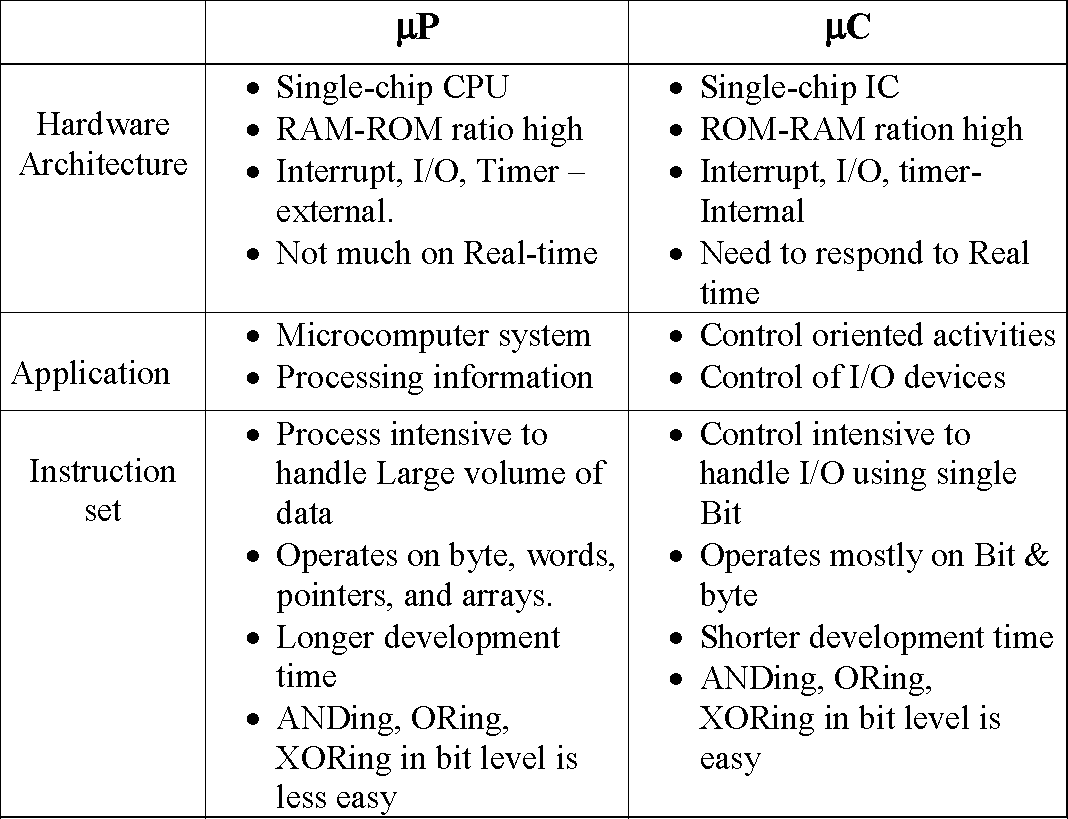 μP
μC
Hardware
Architecture
• Single-chip CPU
• RAM-ROM ratio high
• Interrupt, I/O, Timer –
external.
• Not much on Real-time
• Single-chip IC
• ROM-RAM ration high
• Interrupt, I/O, timer-
Internal
• Need to respond to Real
time
Application
• Microcomputer system
• Processing information
• Control oriented activities
• Control of I/O devices
Instruction
set
• Process intensive to
handle Large volume of
data
• Operates on byte, words,
pointers, and arrays.
• Longer development
time
• ANDing, ORing,
XORing in bit level is
less easy
• Control intensive to
handle I/O using single
Bit
• Operates mostly on Bit &
byte
• Shorter development time
• ANDing, ORing,
XORing in bit level is
easy